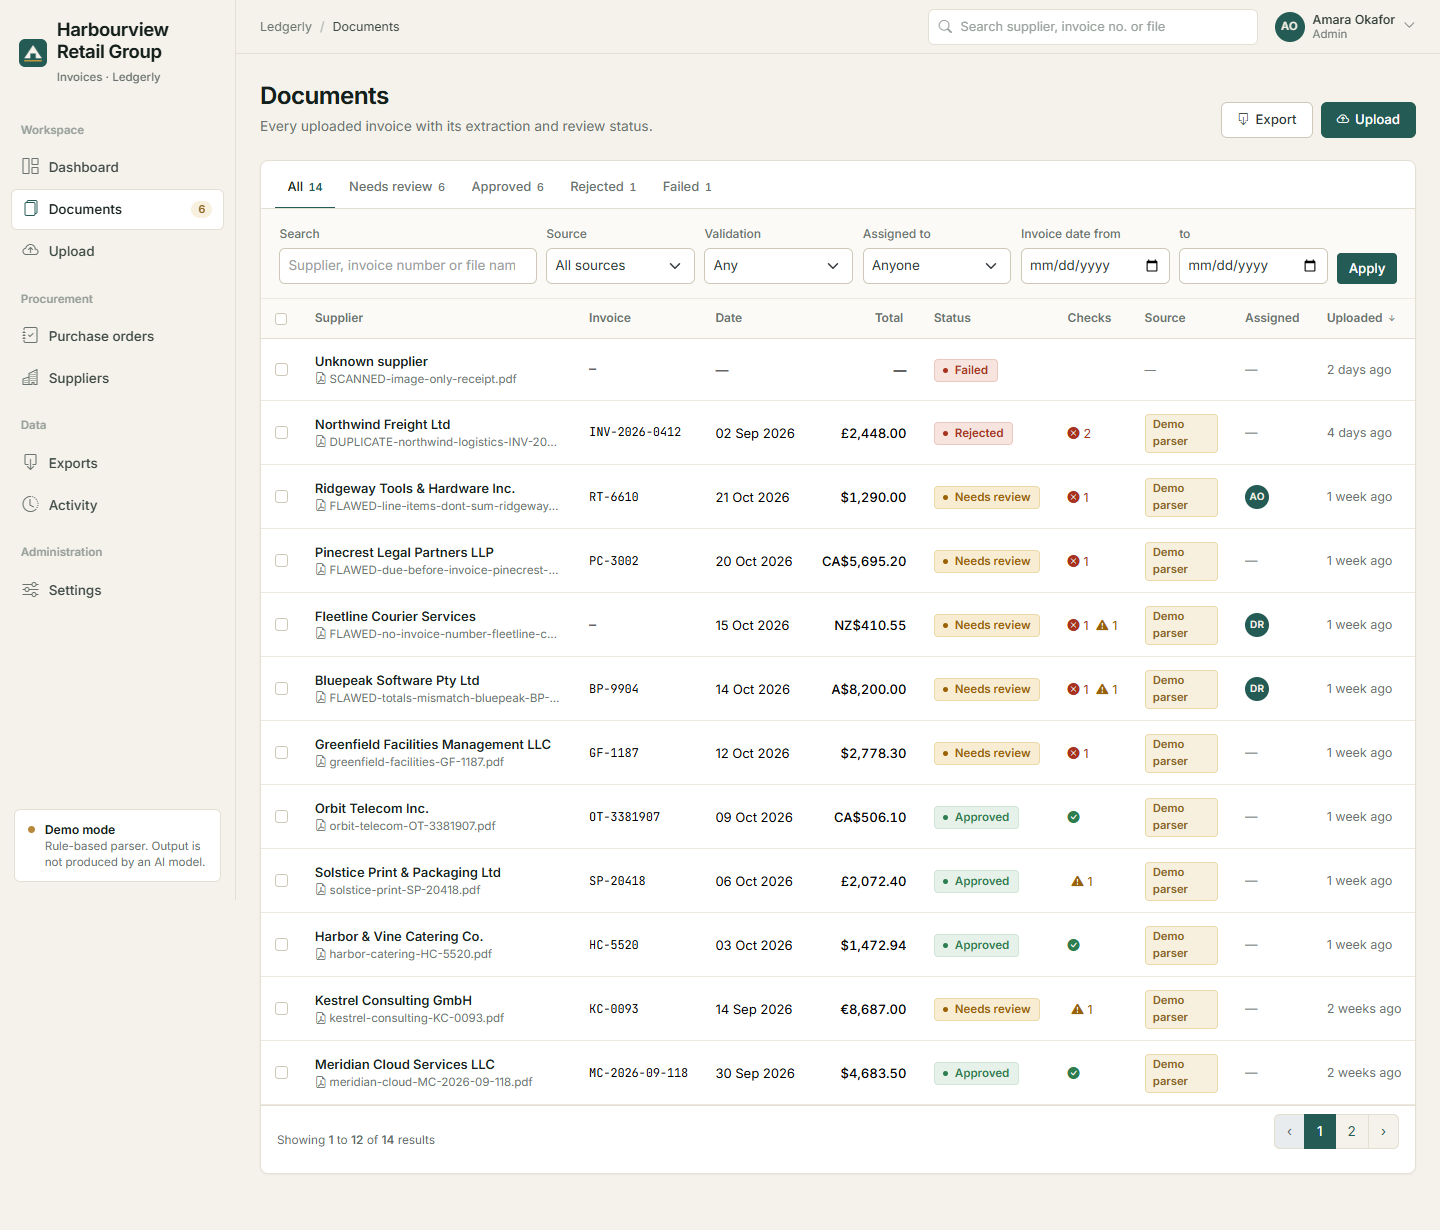 Harbourview
Retail Group
Invoices · Ledgerly
Workspace
Dashboard
Documents 6
Upload
Procurement
Purchase orders
Suppliers
Data
Exports
Activity
Administration
Settings
Demo mode
Rule-based parser. Output is
not produced by an AI model.
Ledgerly / Documents
Search supplier, invoice no. or file
AO Amara Okafor
Admin
Documents
Every uploaded invoice with its extraction and review status.
Export
Upload
All 14 Needs review 6 Approved 6 Rejected 1 Failed 1
Search Source Validation Assigned to Invoice date from to
Supplier, invoice number or file nam All sources Any Anyone mm/dd/yyyy mm/dd/yyyy Apply
Supplier Invoice Date Total Status Checks Source Assigned Uploaded ↓
Unknown supplier
SCANNED-image-only-receipt.pdf
– — — Failed — — 2 days ago
Northwind Freight Ltd
DUPLICATE-northwind-logistics-INV-20...
INV-2026-0412 02 Sep 2026 £2,448.00 Rejected 2 Demo parser — 4 days ago
Ridgeway Tools & Hardware Inc.
FLAWED-line-items-dont-sum-ridgeway...
RT-6610 21 Oct 2026 $1,290.00 Needs review 1 Demo parser AO 1 week ago
Pinecrest Legal Partners LLP
FLAWED-due-before-invoice-pinecrest-...
PC-3002 20 Oct 2026 CA$5,695.20 Needs review 1 Demo parser — 1 week ago
Fleetline Courier Services
FLAWED-no-invoice-number-fleetline-c...
– 15 Oct 2026 NZ$410.55 Needs review 1 1 Demo parser DR 1 week ago
Bluepeak Software Pty Ltd
FLAWED-totals-mismatch-bluepeak-BP-...
BP-9904 14 Oct 2026 A$8,200.00 Needs review 1 1 Demo parser DR 1 week ago
Greenfield Facilities Management LLC
greenfield-facilities-GF-1187.pdf
GF-1187 12 Oct 2026 $2,778.30 Needs review 1 Demo parser — 1 week ago
Orbit Telecom Inc.
orbit-telecom-OT-3381907.pdf
OT-3381907 09 Oct 2026 CA$506.10 Approved Demo parser — 1 week ago
Solstice Print & Packaging Ltd
solstice-print-SP-20418.pdf
SP-20418 06 Oct 2026 £2,072.40 Approved 1 Demo parser — 1 week ago
Harbor & Vine Catering Co.
harbor-catering-HC-5520.pdf
HC-5520 03 Oct 2026 $1,472.94 Approved Demo parser — 1 week ago
Kestrel Consulting GmbH
kestrel-consulting-KC-0093.pdf
KC-0093 14 Sep 2026 €8,687.00 Needs review 1 Demo parser — 2 weeks ago
Meridian Cloud Services LLC
meridian-cloud-MC-2026-09-118.pdf
MC-2026-09-118 30 Sep 2026 $4,683.50 Approved Demo parser — 2 weeks ago
Showing 1 to 12 of 14 results
‹ 1 2 ›